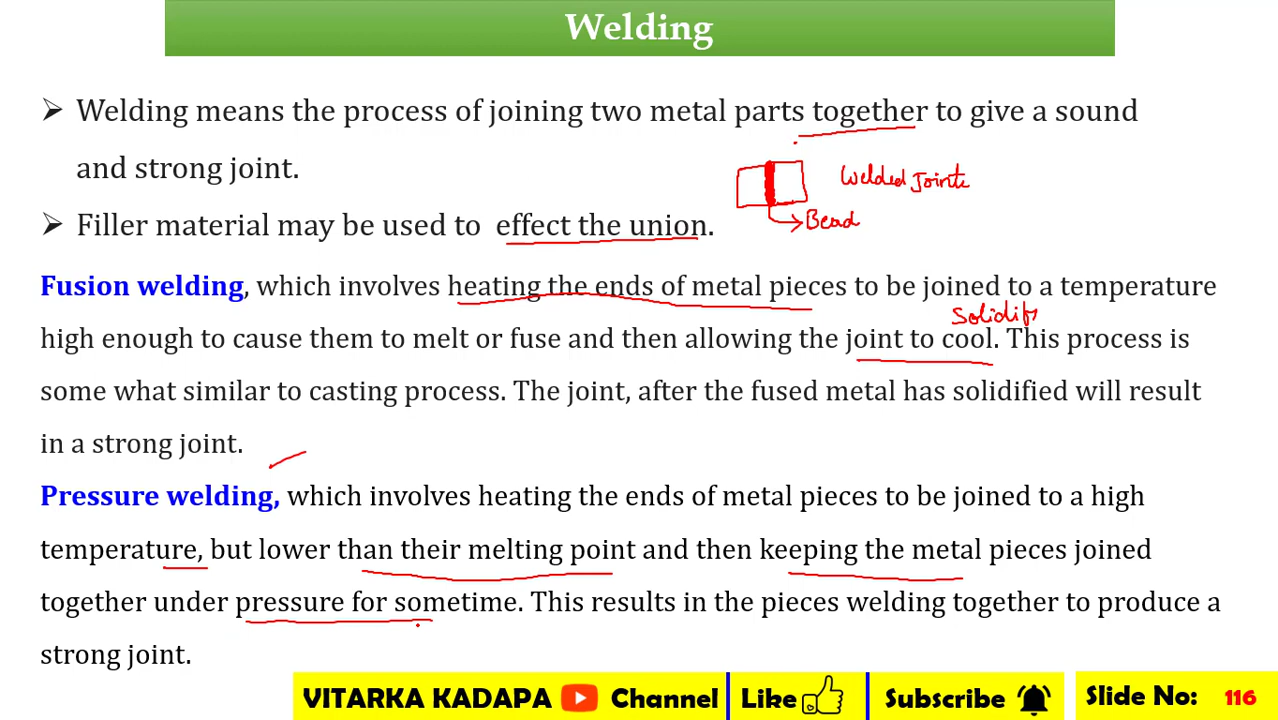 Welding
➢ Welding means the process of joining two metal parts together to give a sound
and strong joint.
Welded Joint
➢ Filler material may be used to effect the union.
Bead
Fusion welding, which involves heating the ends of metal pieces to be joined to a temperature
Solidify
high enough to cause them to melt or fuse and then allowing the joint to cool. This process is
some what similar to casting process. The joint, after the fused metal has solidified will result
in a strong joint.
Pressure welding, which involves heating the ends of metal pieces to be joined to a high
temperature, but lower than their melting point and then keeping the metal pieces joined
together under pressure for sometime. This results in the pieces welding together to produce a
strong joint.
VITARKA KADAPA Channel Like Subscribe Slide No: 116